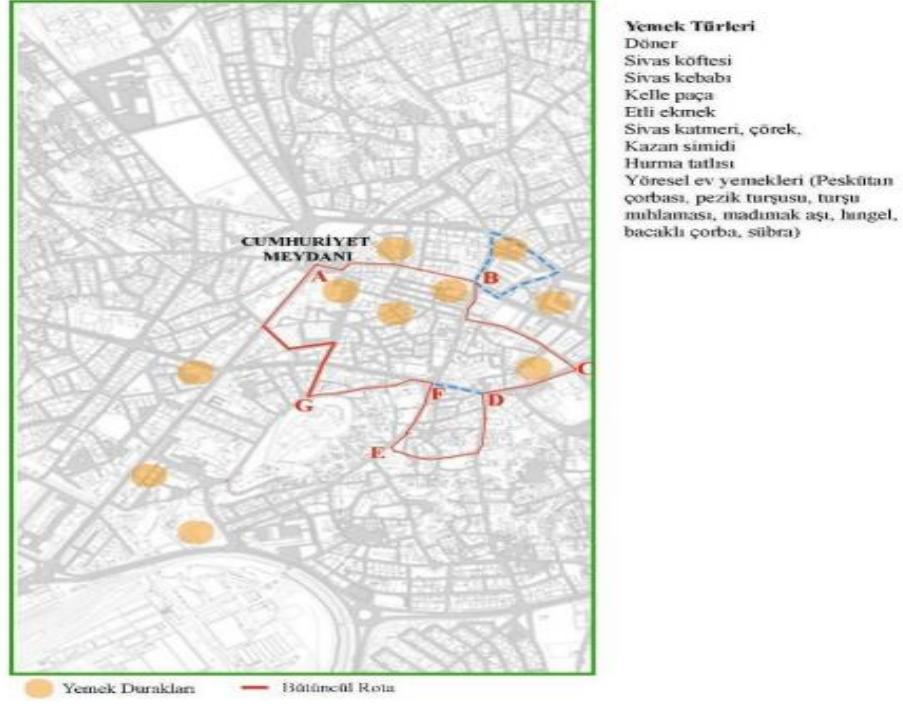 Yemek Türleri
Döner
Sivas köftesi
Sivas kebabı
Kelle paça
Etli ekmek
Sivas katmeri, çörek,
Kazan simidi
Hurma tatlısı
Yöresel ev yemekleri (Peskütan
çorbası, pezik turşusu, turşu
mıhlaması, madımak aşı, hıngel,
bacaklı çorba, sübra)
CUMHURİYET
MEYDANI
A
B
C
F
D
G
E
Yemek Durakları
Bütüncül Rota